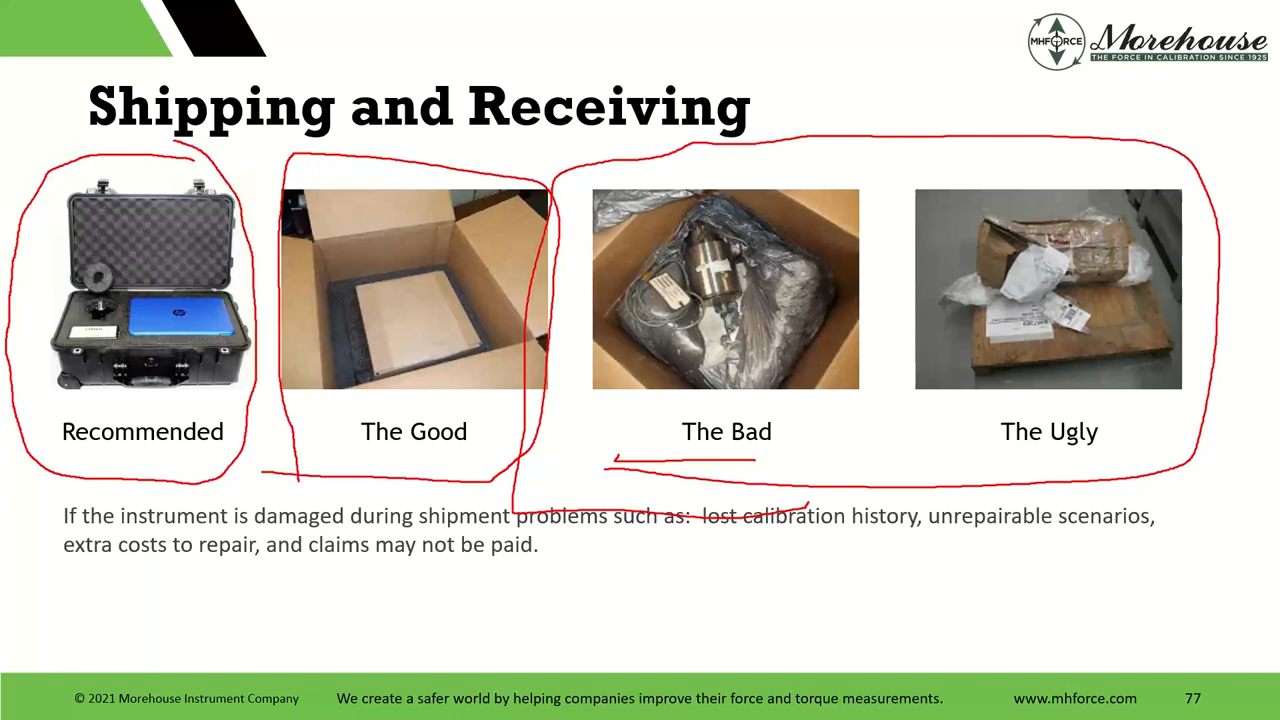 MHFORCE
Morehouse
THE FORCE IN CALIBRATION SINCE 1925
Shipping and Receiving
Recommended
The Good
The Bad
The Ugly
If the instrument is damaged during shipment problems such as: lost calibration history, unrepairable scenarios,
extra costs to repair, and claims may not be paid.
© 2021 Morehouse Instrument Company
We create a safer world by helping companies improve their force and torque measurements.
www.mhforce.com
77